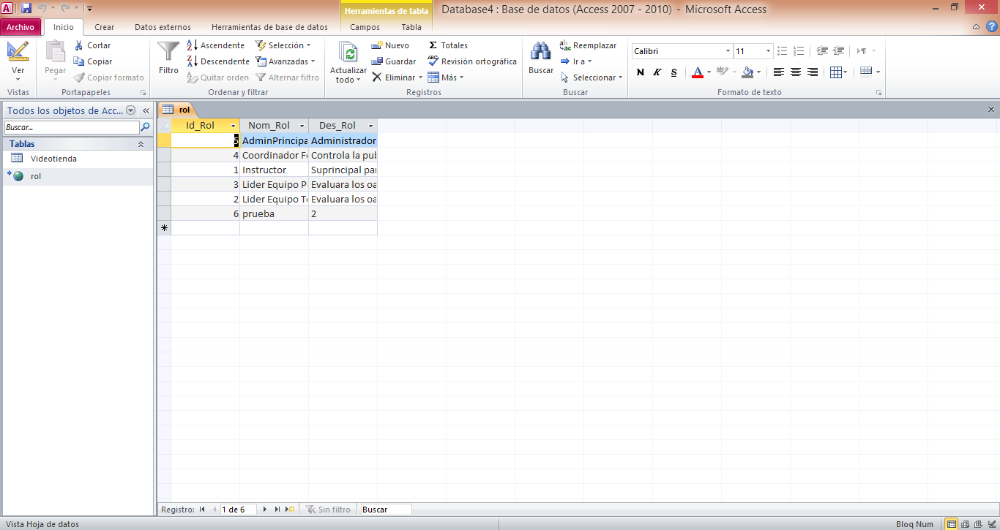 Herramientas de tabla
Database4 : Base de datos (Access 2007 - 2010) - Microsoft Access
Archivo Inicio Crear Datos externos Herramientas de base de datos Campos Tabla
Ver
Vistas
Pegar
Cortar
Copiar
Copiar formato
Portapapeles
Filtro
Ascendente
Descendente
Quitar orden
Selección
Avanzadas
Alternar filtro
Ordenar y filtrar
Actualizar
todo
Nuevo
Guardar
Eliminar
Totales
Revisión ortográfica
Más
Registros
Buscar
Reemplazar
Ir a
Seleccionar
Buscar
Calibri 11
N K S
Formato de texto
Todos los objetos de Acc...
Buscar...
Tablas
Videotienda
rol
rol
Id_Rol Nom_Rol Des_Rol
5 AdminPrincipa Administrador
4 Coordinador Fo Controla la pub
1 Instructor Suprincipal par
3 Lider Equipo P Evaluara los oa
2 Lider Equipo Te Evaluara los oa
6 prueba 2
Registro: 1 de 6 Sin filtro Buscar
Vista Hoja de datos
Bloq Num